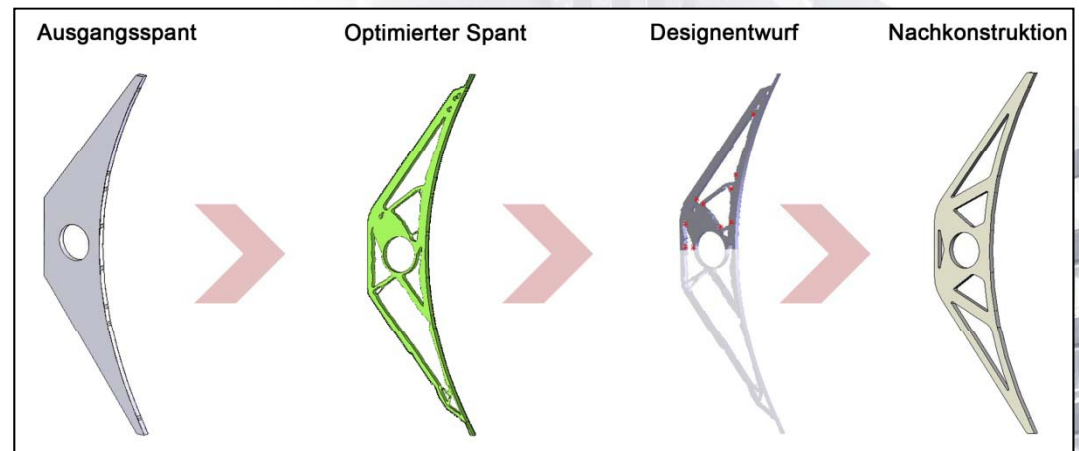 Ausgangsspant
Optimierter Spant
Designentwurf
Nachkonstruktion